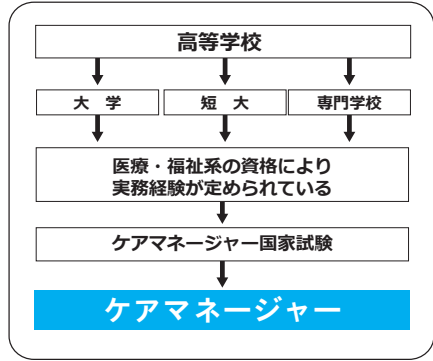 高等学校
大　学　短　大　専門学校
医療・福祉系の資格により
実務経験が定められている
ケアマネージャー国家試験
ケアマネージャー